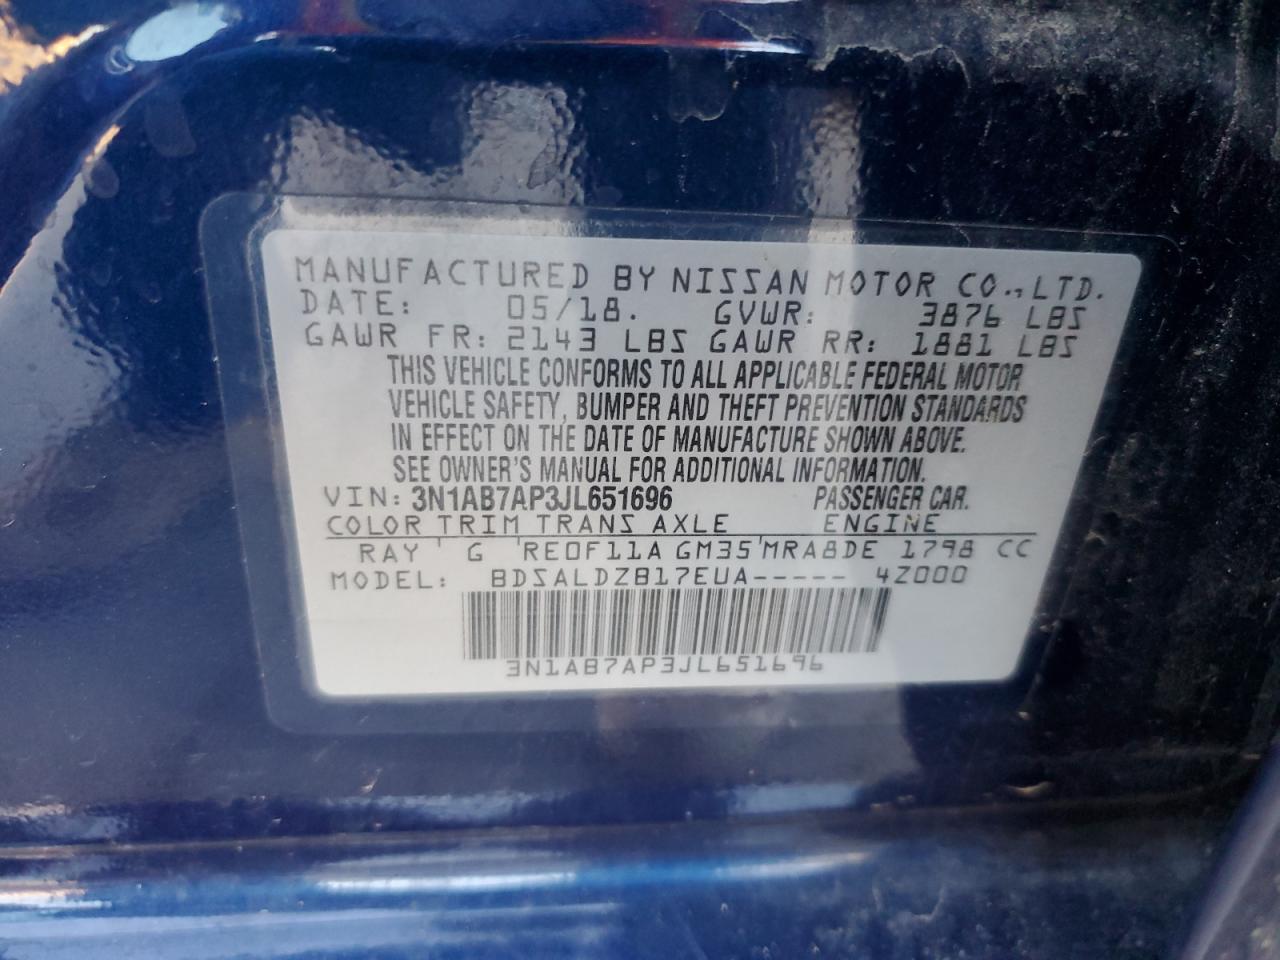 MANUFACTURED BY NISSAN MOTOR CO.,LTD.
DATE: 05/18. GVWR: 3876 LBS
GAWR FR: 2143 LBS GAWR RR: 1881 LBS
THIS VEHICLE CONFORMS TO ALL APPLICABLE FEDERAL MOTOR
VEHICLE SAFETY, BUMPER AND THEFT PREVENTION STANDARDS
IN EFFECT ON THE DATE OF MANUFACTURE SHOWN ABOVE.
SEE OWNER'S MANUAL FOR ADDITIONAL INFORMATION.
VIN: 3N1AB7AP3JL651696 PASSENGER CAR.
COLOR TRIM TRANS AXLE ENGINE
RAY ' G 'RE0F11A GM35'MRA8DE 1798 CC
MODEL: BDSALDZB17EUA----- 4Z000
3N1AB7AP3JL651696